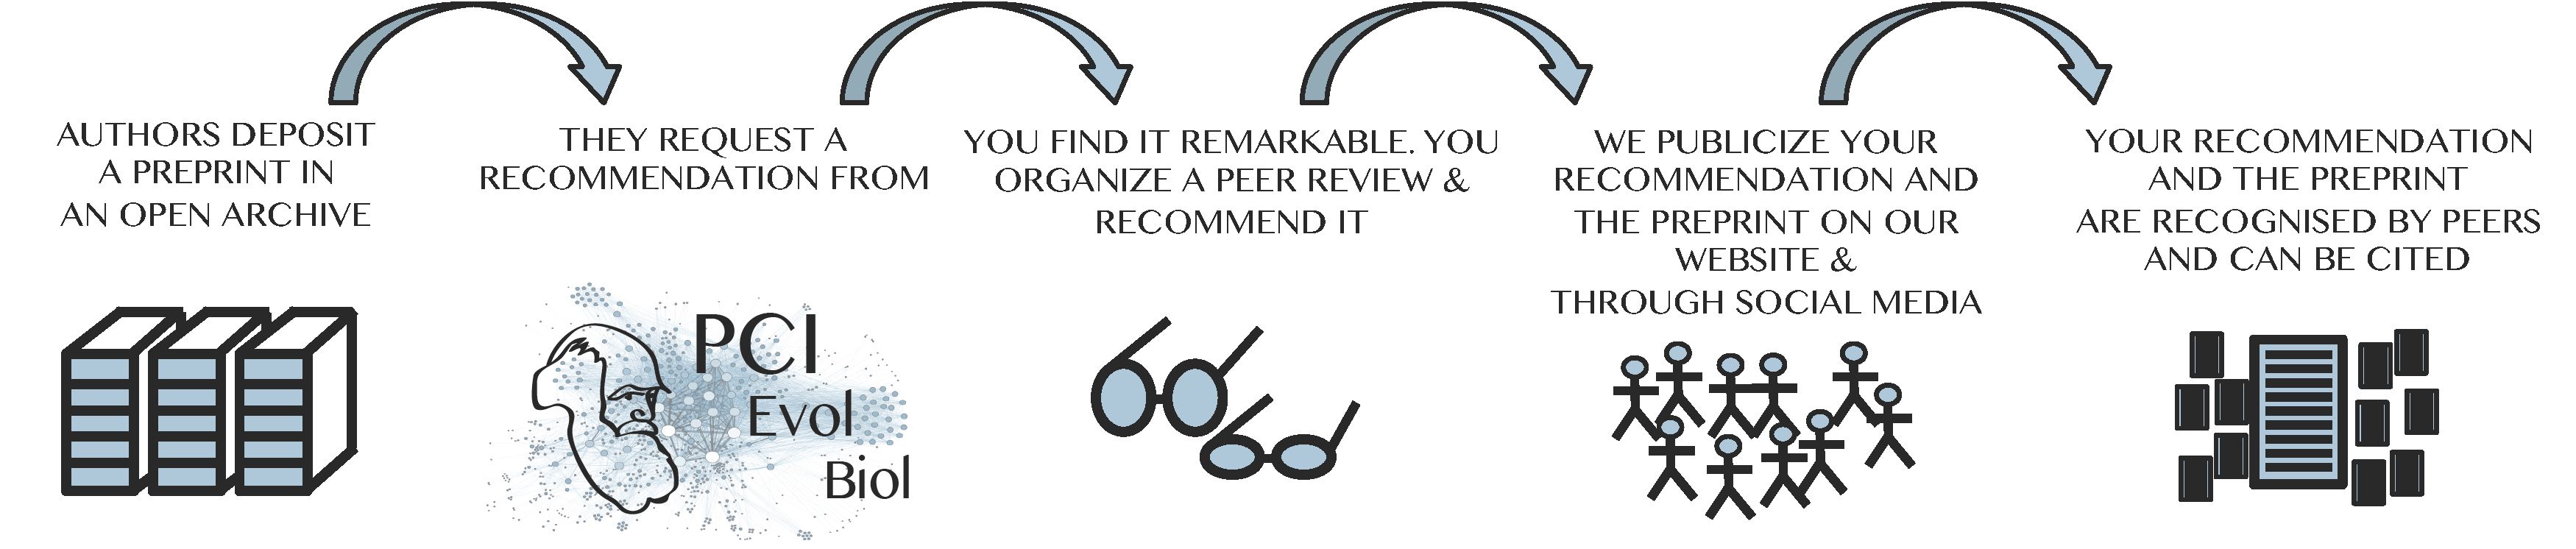 AUTHORS DEPOSIT
A PREPRINT IN
AN OPEN ARCHIVE
THEY REQUEST A
RECOMMENDATION FROM
PCI
Evol
Biol
YOU FIND IT REMARKABLE. YOU
ORGANIZE A PEER REVIEW &
RECOMMEND IT
WE PUBLICIZE YOUR
RECOMMENDATION AND
THE PREPRINT ON OUR
WEBSITE &
THROUGH SOCIAL MEDIA
YOUR RECOMMENDATION
AND THE PREPRINT
ARE RECOGNISED BY PEERS
AND CAN BE CITED